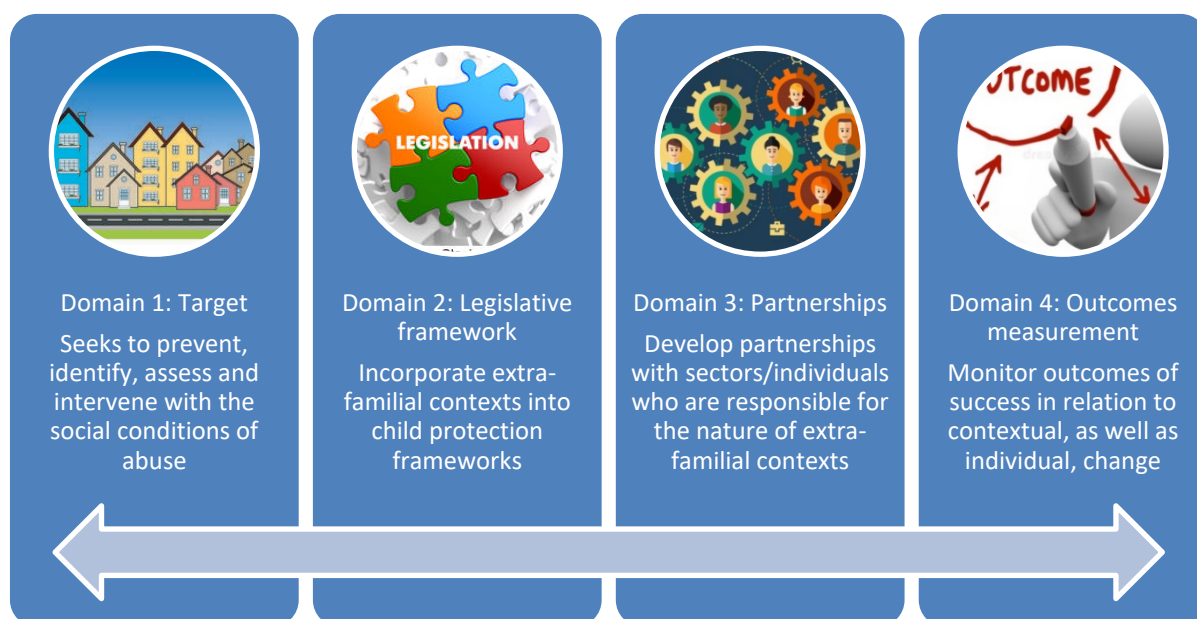 LEGISLATION
UTCOME
Domain 1: Target
Seeks to prevent,
identify, assess and
intervene with the
social conditions of
abuse
Domain 2: Legislative
framework
Incorporate extra-
familial contexts into
child protection
frameworks
Domain 3: Partnerships
Develop partnerships
with sectors/individuals
who are responsible for
the nature of extra-
familial contexts
Domain 4: Outcomes
measurement
Monitor outcomes of
success in relation to
contextual, as well as
individual, change